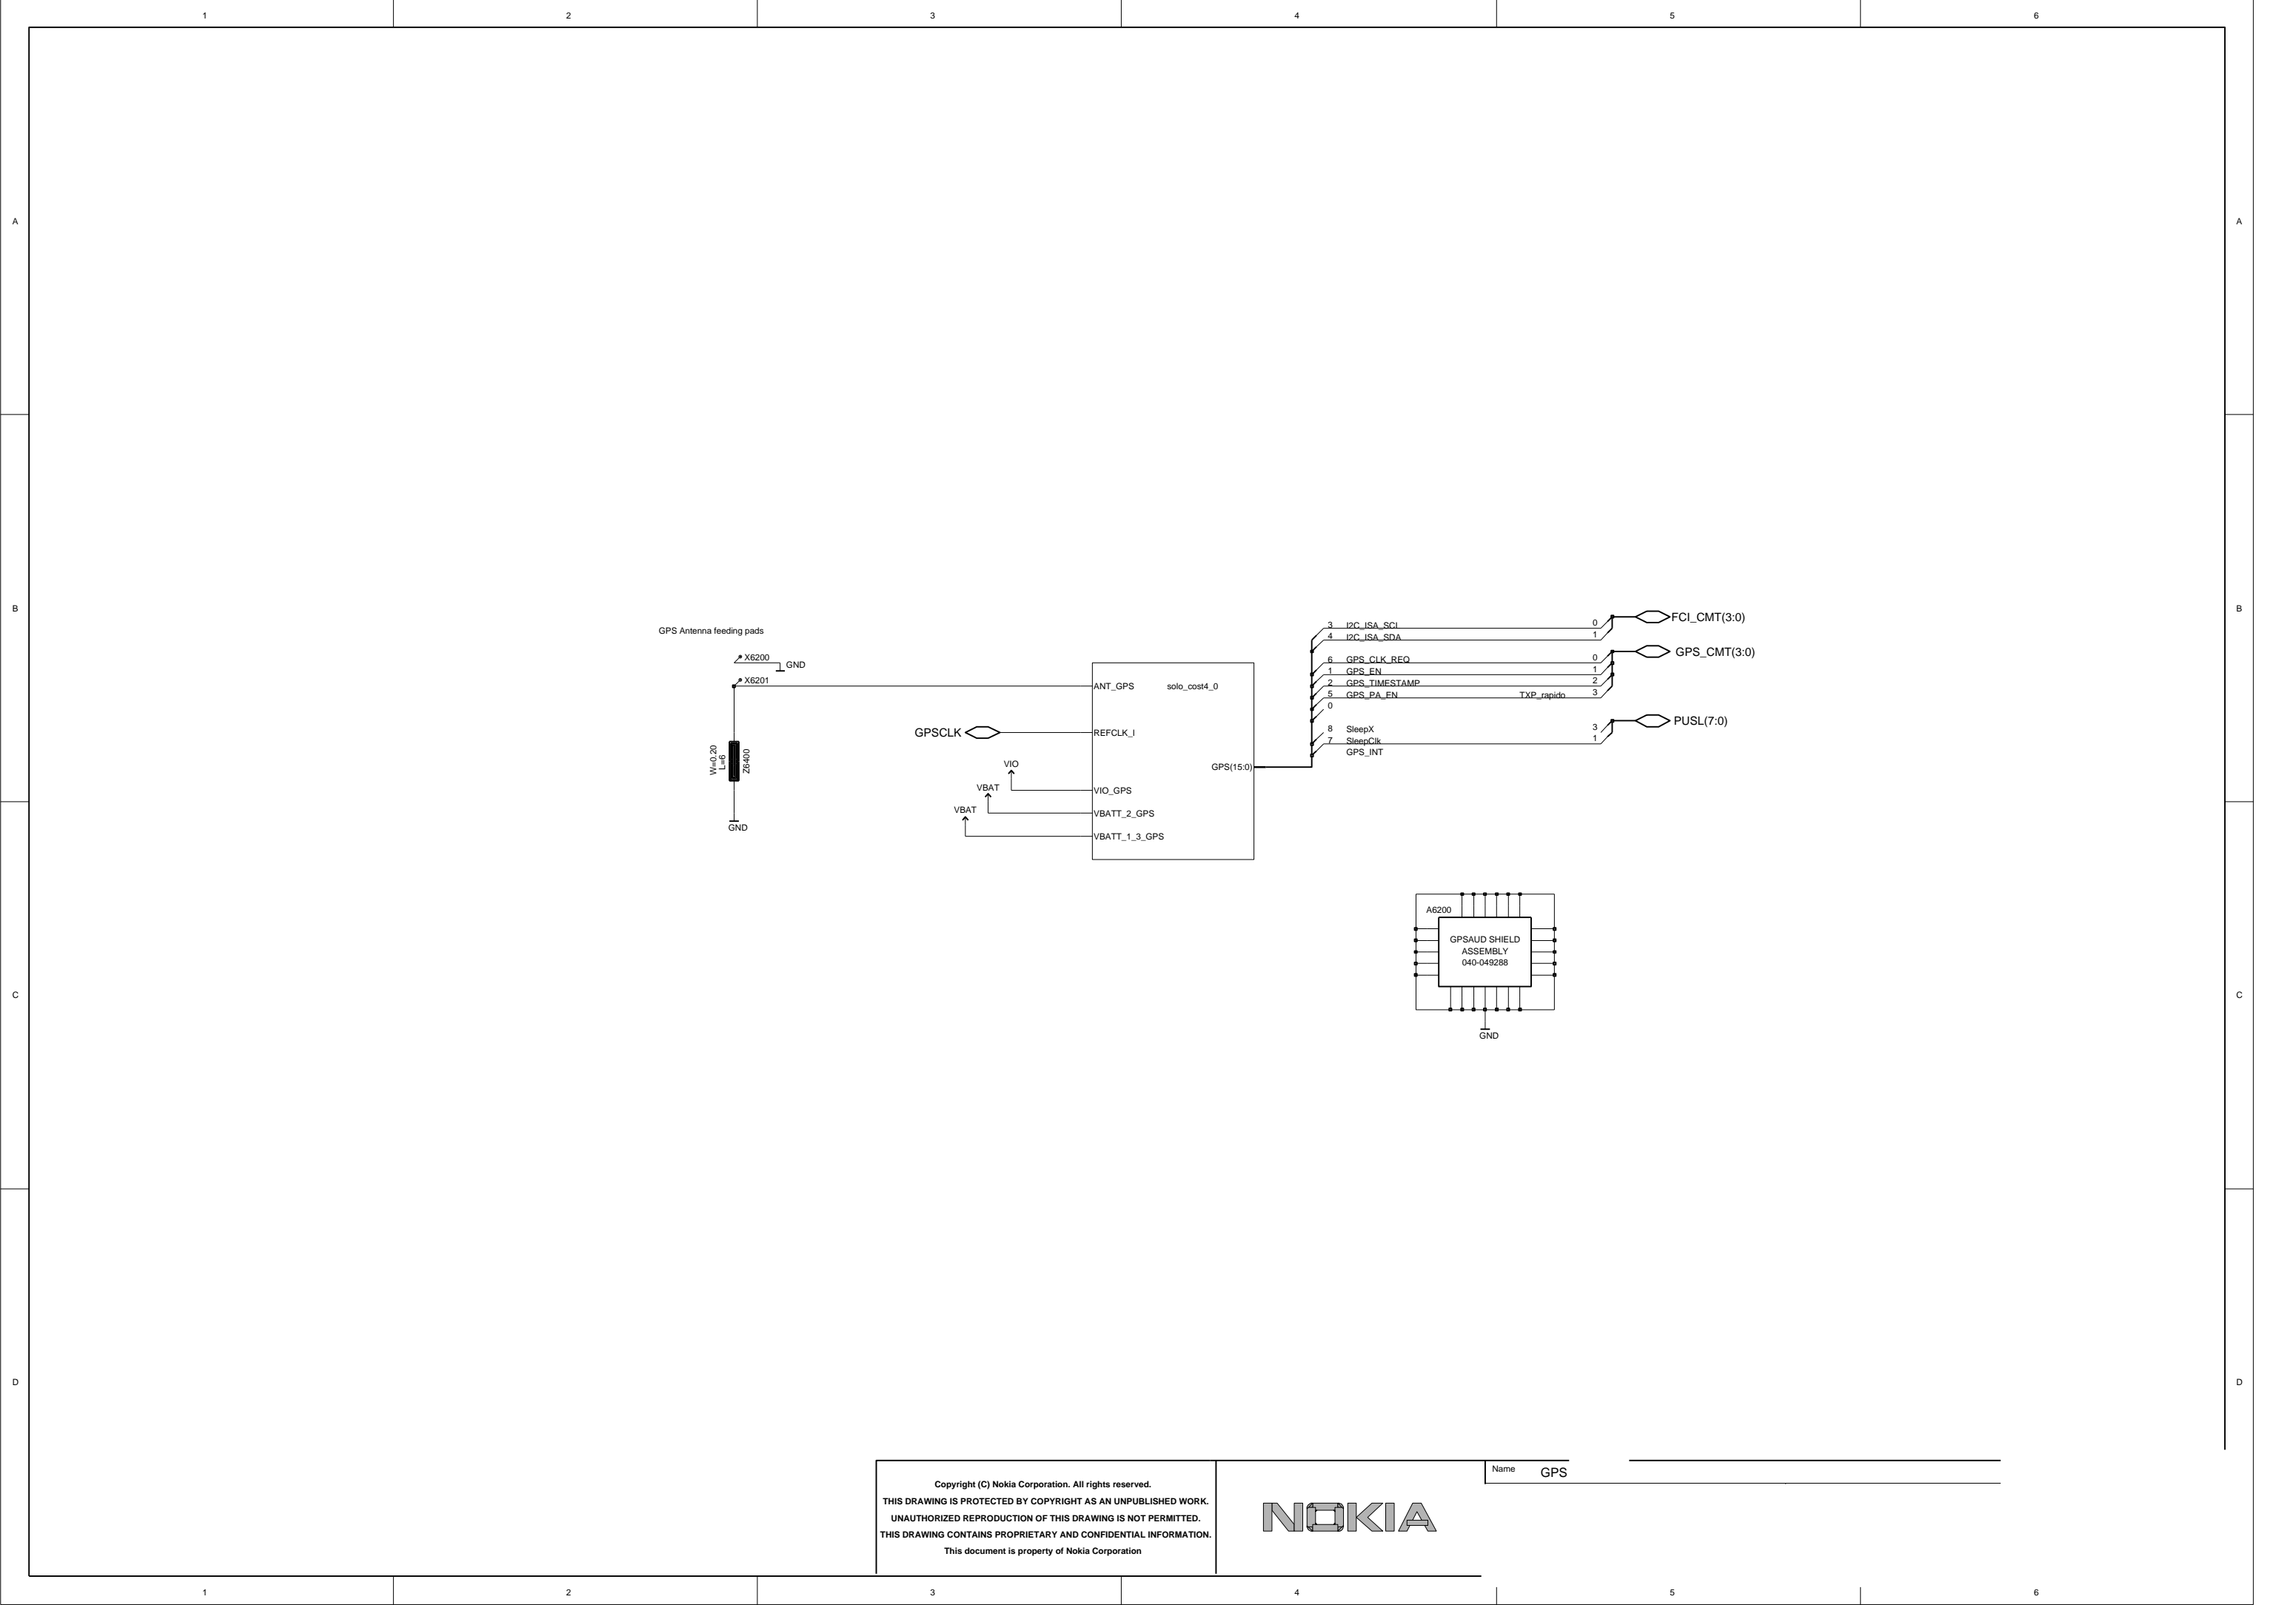 1 2 3 4 5 6
A A
B B
C C
D D
GPS Antenna feeding pads
X6200
GND
X6201
W=0.20
L=6
Z6400
GND
GPSCLK
VIO
VBAT
VBAT
ANT_GPS
solo_cost4_0
REFCLK_I
GPS(15:0)
VIO_GPS
VBATT_2_GPS
VBATT_1_3_GPS
3 I2C_ISA_SCL 0
4 I2C_ISA_SDA 1
FCI_CMT(3:0)
6 GPS_CLK_REQ 0
1 GPS_EN 1
2 GPS_TIMESTAMP 2
5 GPS_PA_EN TXP_rapido 3
0
GPS_CMT(3:0)
8 SleepX 3
7 SleepClk 1
GPS_INT
PUSL(7:0)
A6200
GPSAUD SHIELD
ASSEMBLY
040-049288
GND
Copyright (C) Nokia Corporation. All rights reserved.
THIS DRAWING IS PROTECTED BY COPYRIGHT AS AN UNPUBLISHED WORK.
UNAUTHORIZED REPRODUCTION OF THIS DRAWING IS NOT PERMITTED.
THIS DRAWING CONTAINS PROPRIETARY AND CONFIDENTIAL INFORMATION.
This document is property of Nokia Corporation
NOKIA
Name GPS
1 2 3 4 5 6